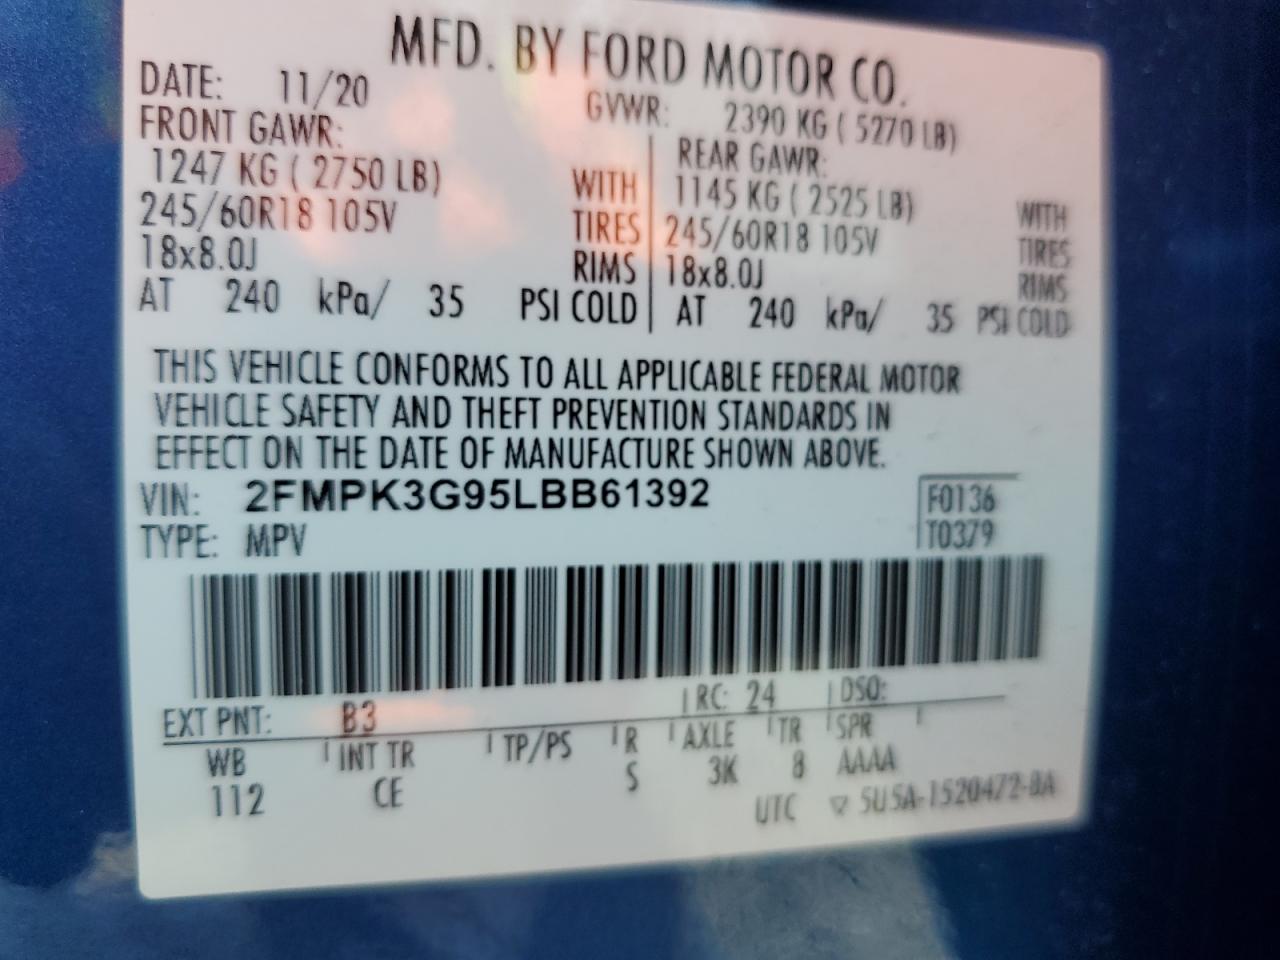 MFD. BY FORD MOTOR CO.
DATE: 11/20 GVWR: 2390 KG ( 5270 LB)
FRONT GAWR: REAR GAWR:
1247 KG ( 2750 LB) WITH 1145 KG ( 2525 LB) WITH
245/60R18 105V TIRES 245/60R18 105V TIRES
18x8.0J RIMS 18x8.0J RIMS
AT 240 kPa/ 35 PSI COLD AT 240 kPa/ 35 PSI COLD
THIS VEHICLE CONFORMS TO ALL APPLICABLE FEDERAL MOTOR
VEHICLE SAFETY AND THEFT PREVENTION STANDARDS IN
EFFECT ON THE DATE OF MANUFACTURE SHOWN ABOVE.
VIN: 2FMPK3G95LBB61392 F0136
TYPE: MPV T0379
EXT PNT: B3 RC: 24 DSO:
WB INT TR TP/PS R AXLE TR SPR
112 CE S 3K 8 AAAA
UTC ▽ 5U5A-1520472-BA